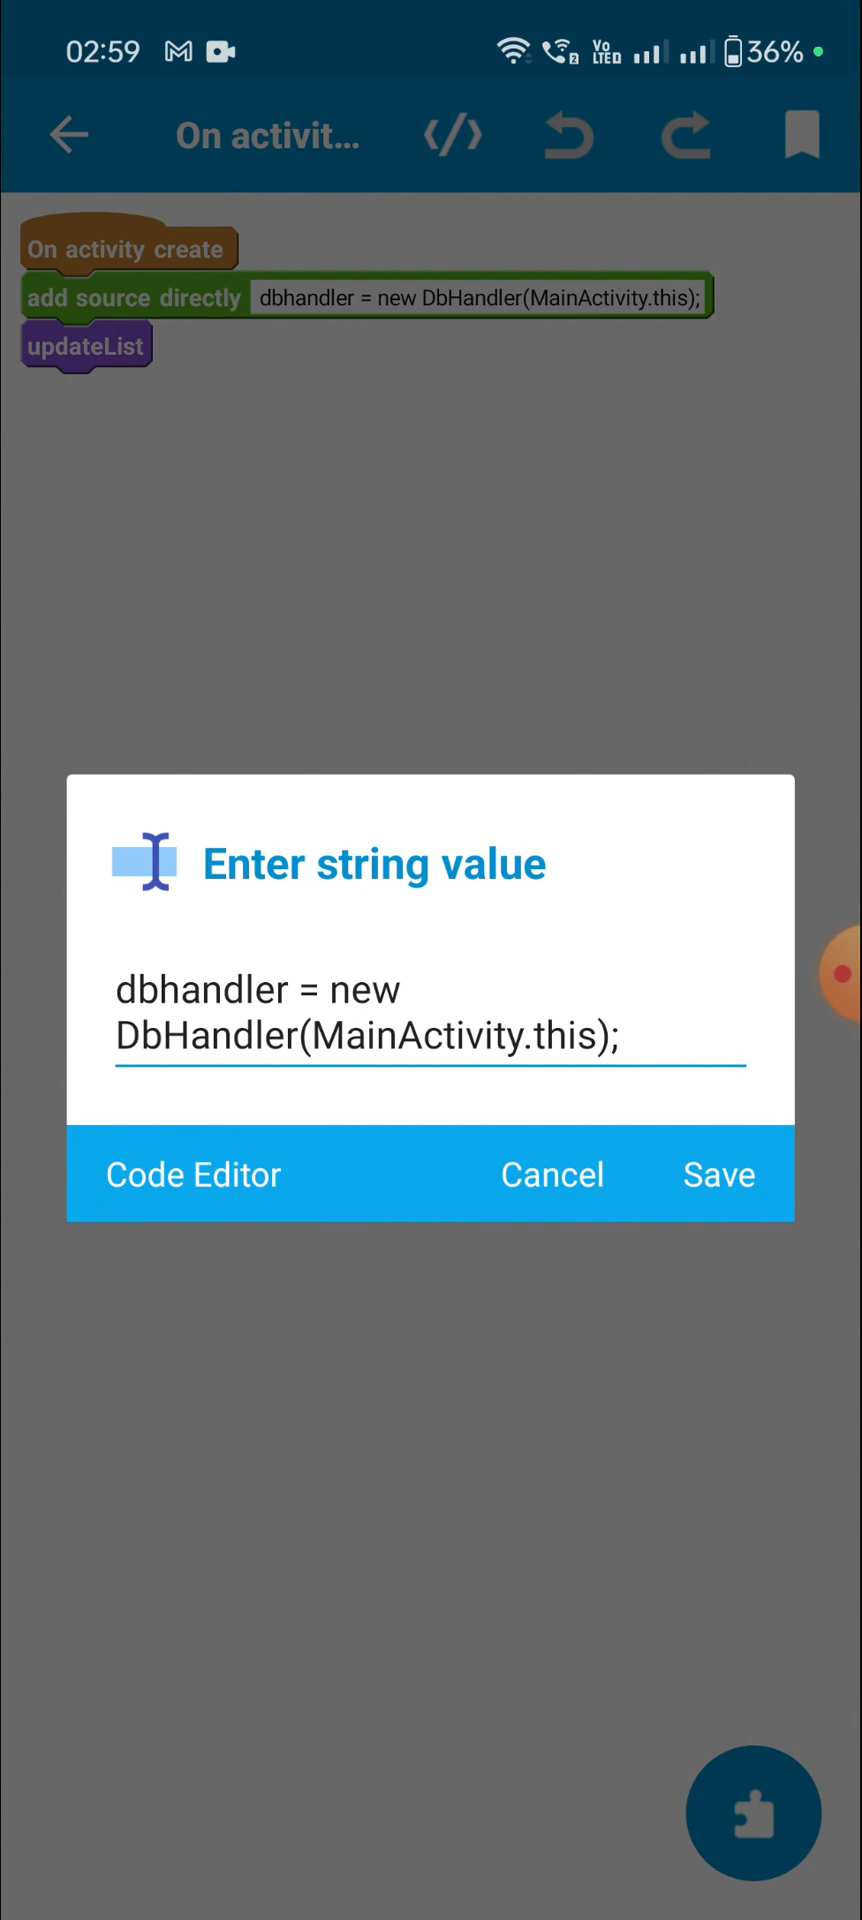 02:59 36%
On activit...
On activity create
add source directly dbhandler = new DbHandler(MainActivity.this);
updateList
Enter string value
dbhandler = new
DbHandler(MainActivity.this);
Code Editor Cancel Save